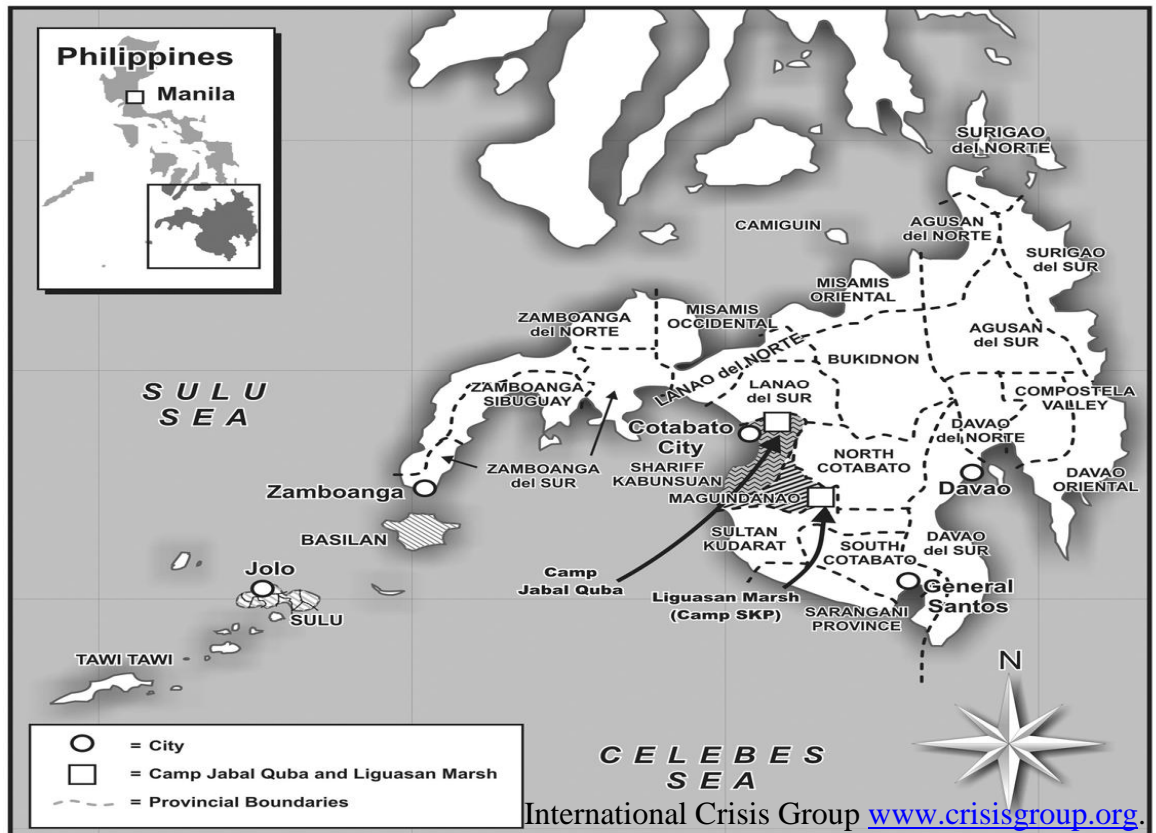 Philippines
Manila
SURIGAO
del NORTE
CAMIGUIN
AGUSAN
del NORTE
SURIGAO
del SUR
MISAMIS
ORIENTAL
MISAMIS
OCCIDENTAL
ZAMBOANGA
del NORTE
AGUSAN
del SUR
LANAO del NORTE
BUKIDNON
SULU
SEA
ZAMBOANGA
SIBUGUAY
LANAO
del SUR
COMPOSTELA
VALLEY
Cotabato
City
DAVAO
del NORTE
NORTH
COTABATO
SHARIFF
KABUNSUAN
ZAMBOANGA
del SUR
DAVAO
ORIENTAL
Zamboanga
MAGUINDANAO
Davao
BASILAN
SULTAN
KUDARAT
SOUTH
COTABATO
DAVAO
del SUR
Jolo
Camp
Jabal Quba
General
Santos
Liguasan Marsh
(Camp SKP)
SULU
SARANGANI
PROVINCE
TAWI TAWI
N
= City
= Camp Jabal Quba and Liguasan Marsh
= Provincial Boundaries
CELEBES
SEA
International Crisis Group www.crisisgroup.org.